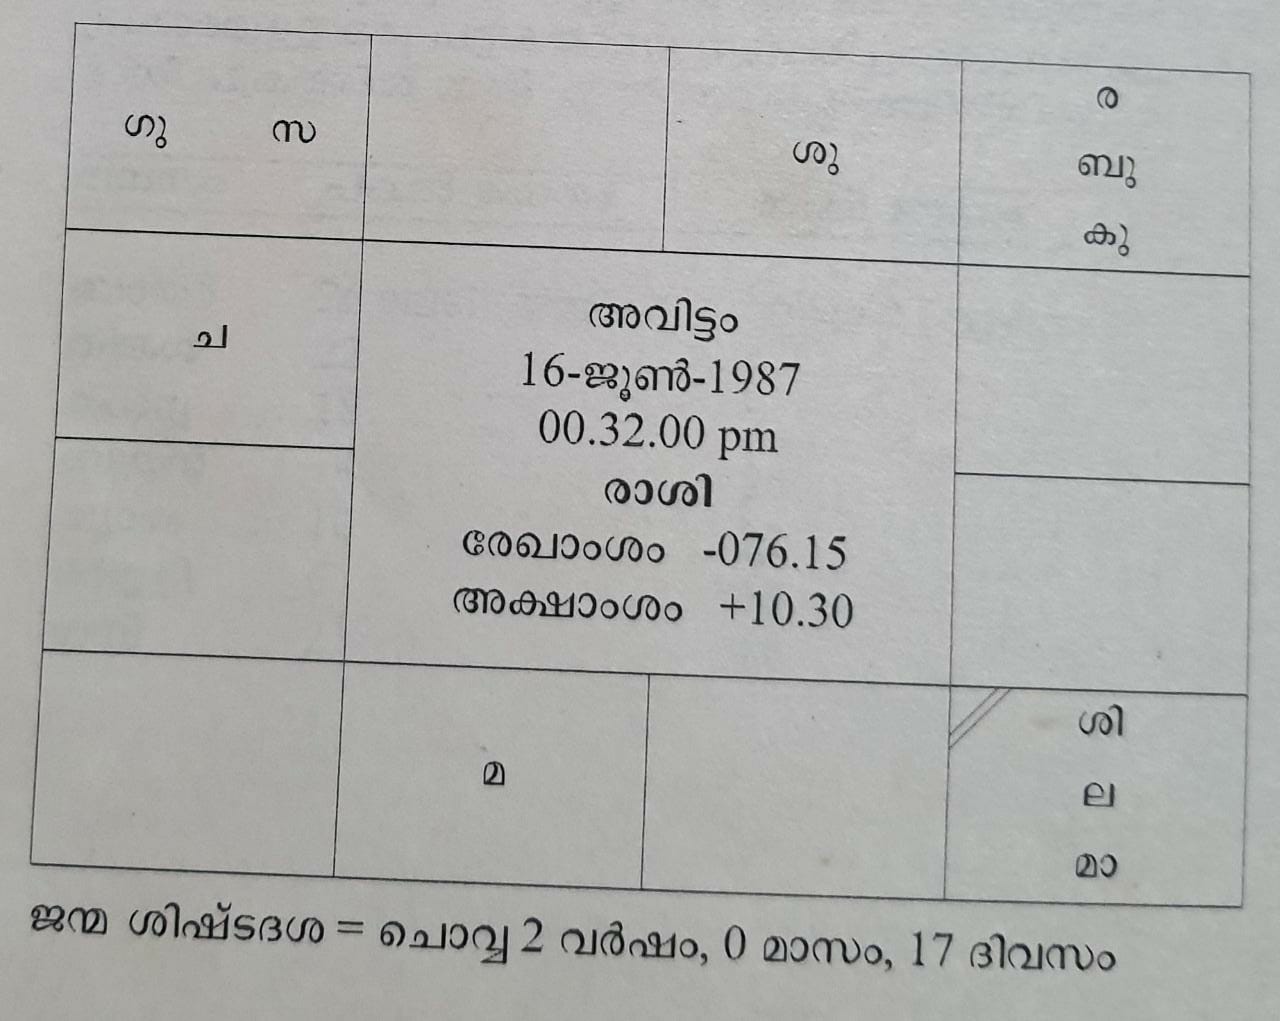 ഗു സ
ശു
ര
ബു
കു
ച
അവിട്ടം
16-ജൂൺ-1987
00.32.00 pm
രാശി
രേഖാംശം -076.15
അക്ഷാംശം +10.30
മ
ശി
ല
മാ
ജന്മ ശിഷ്ടദശ = ചൊവ്വ 2 വർഷം, 0 മാസം, 17 ദിവസം